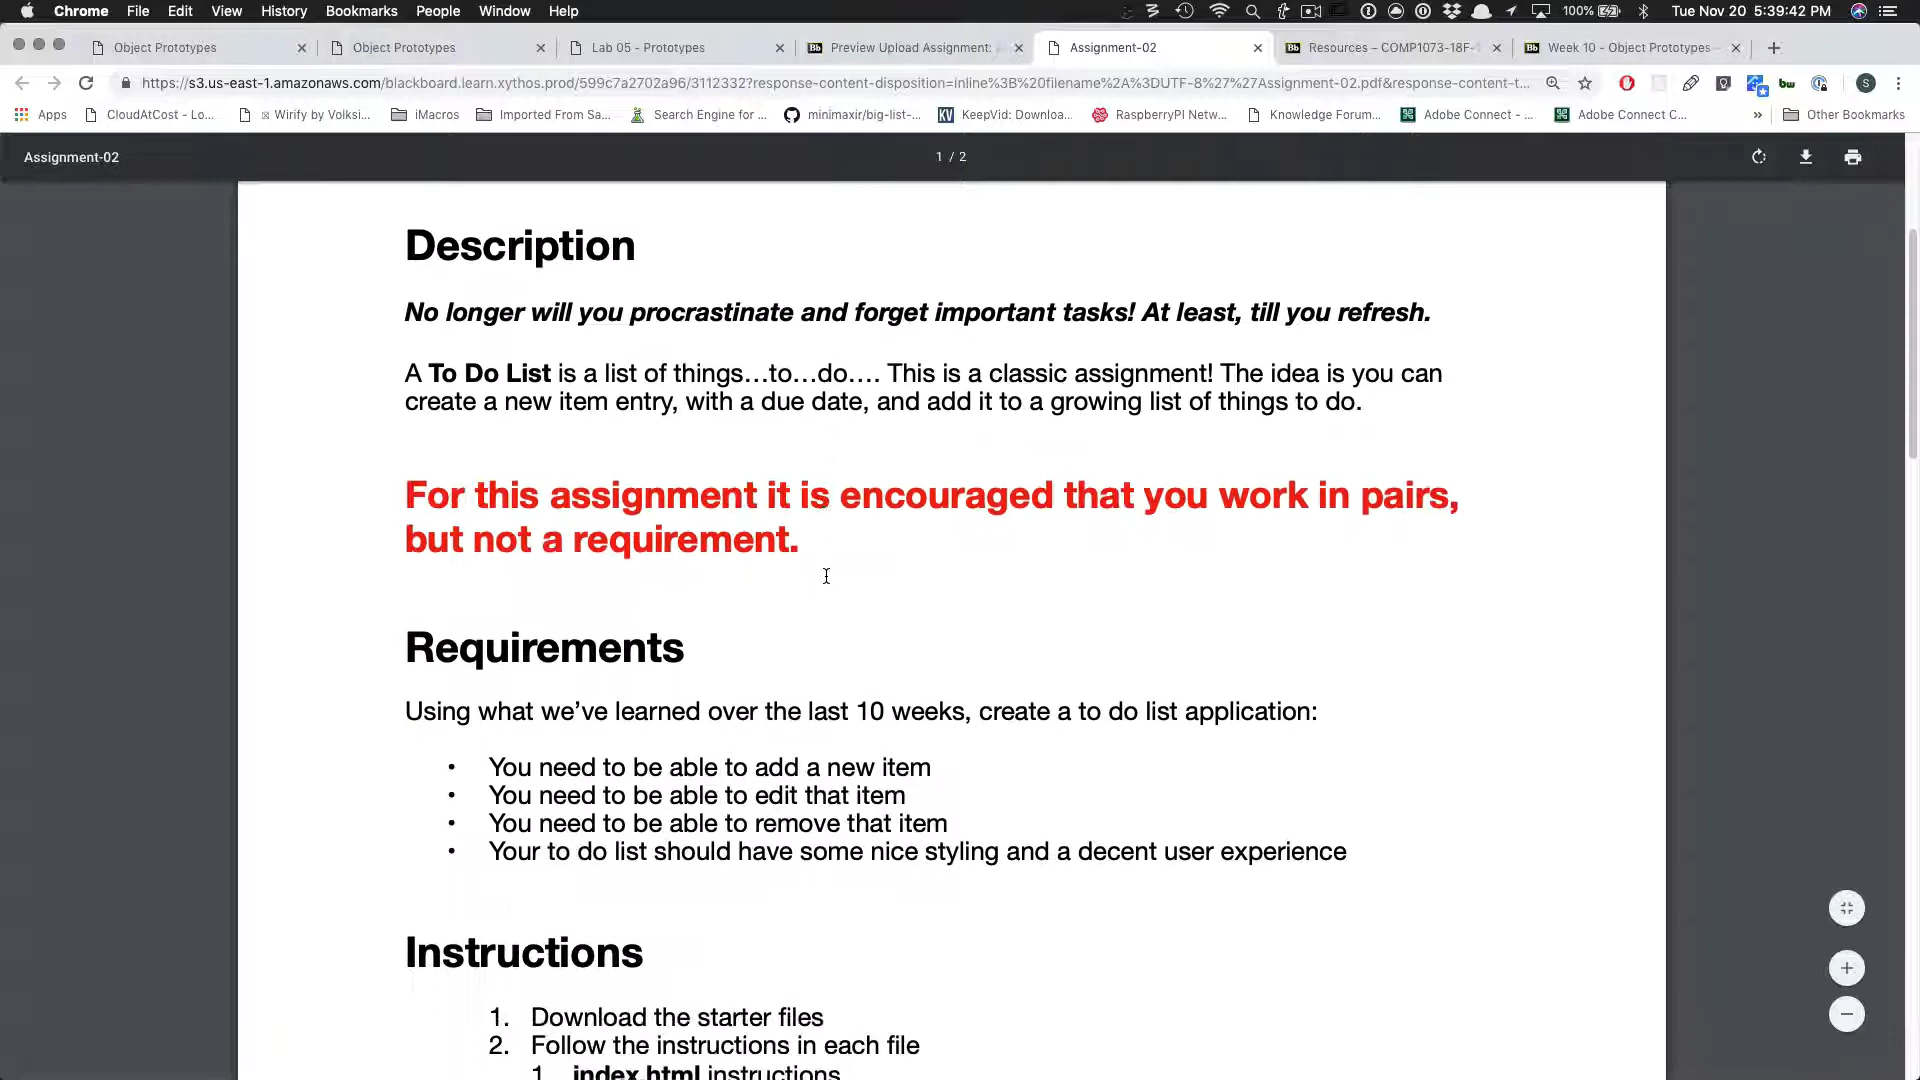 Chrome File Edit View History Bookmarks People Window Help 100% Tue Nov 20 5:39:42 PM
Object Prototypes Object Prototypes Lab 05 - Prototypes Preview Upload Assignment: Assignment-02 Resources – COMP1073-18F- Week 10 - Object Prototypes –
https://s3.us-east-1.amazonaws.com/blackboard.learn.xythos.prod/599c7a2702a96/3112332?response-content-disposition=inline%3B%20filename%2A%3DUTF-8%27%27Assignment-02.pdf&response-content-t...
Apps CloudAtCost - Lo... Wirify by Volksi... iMacros Imported From Sa... Search Engine for ... minimaxir/big-list-... KeepVid: Downloa... RaspberryPI Netw... Knowledge Forum... Adobe Connect - ... Adobe Connect C... » Other Bookmarks
Assignment-02 1 / 2
Description
No longer will you procrastinate and forget important tasks! At least, till you refresh.
A To Do List is a list of things…to…do…. This is a classic assignment! The idea is you can
create a new item entry, with a due date, and add it to a growing list of things to do.
For this assignment it is encouraged that you work in pairs,
but not a requirement.
Requirements
Using what we’ve learned over the last 10 weeks, create a to do list application:
• You need to be able to add a new item
• You need to be able to edit that item
• You need to be able to remove that item
• Your to do list should have some nice styling and a decent user experience
Instructions
1. Download the starter files
2. Follow the instructions in each file
1. index.html instructions